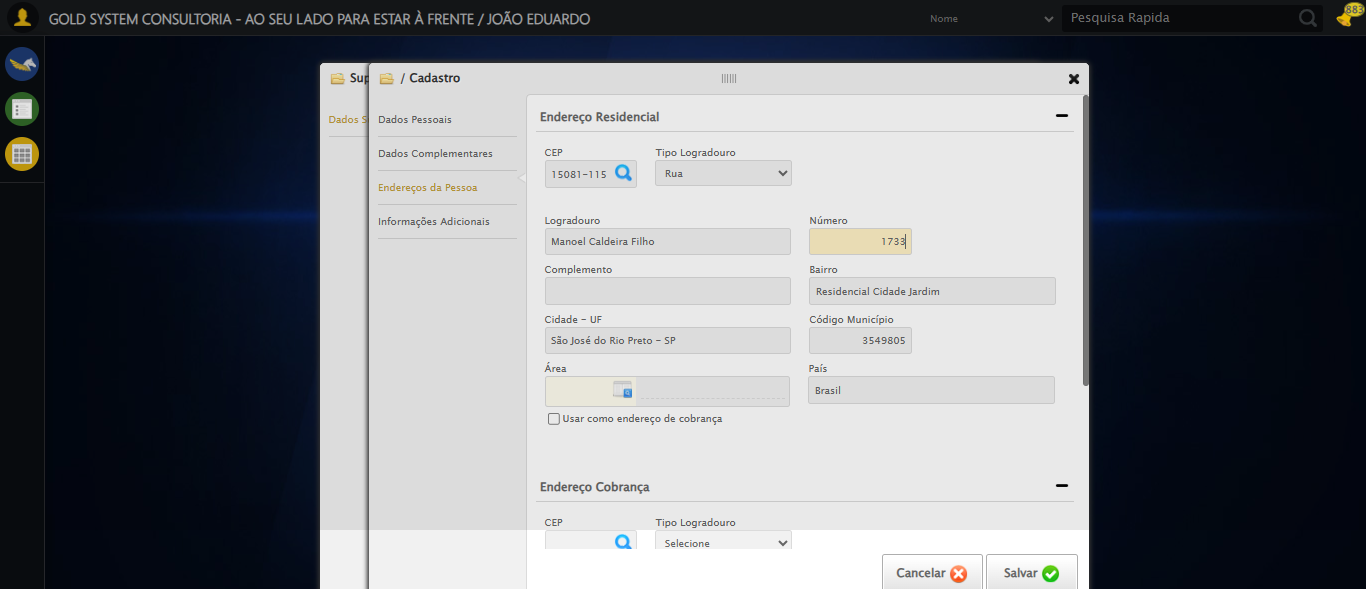 GOLD SYSTEM CONSULTORIA - AO SEU LADO PARA ESTAR À FRENTE / JOÃO EDUARDO
Nome
Pesquisa Rapida
883
Sup
/ Cadastro
Dados S
Dados Pessoais
Dados Complementares
Endereços da Pessoa
Informações Adicionais
Endereço Residencial
CEP
Tipo Logradouro
15081-115
Rua
Logradouro
Número
Manoel Caldeira Filho
1733
Complemento
Bairro
Residencial Cidade Jardim
Cidade - UF
Código Município
São José do Rio Preto - SP
3549805
Área
País
Brasil
Usar como endereço de cobrança
Endereço Cobrança
CEP
Tipo Logradouro
Selecione
Cancelar
Salvar